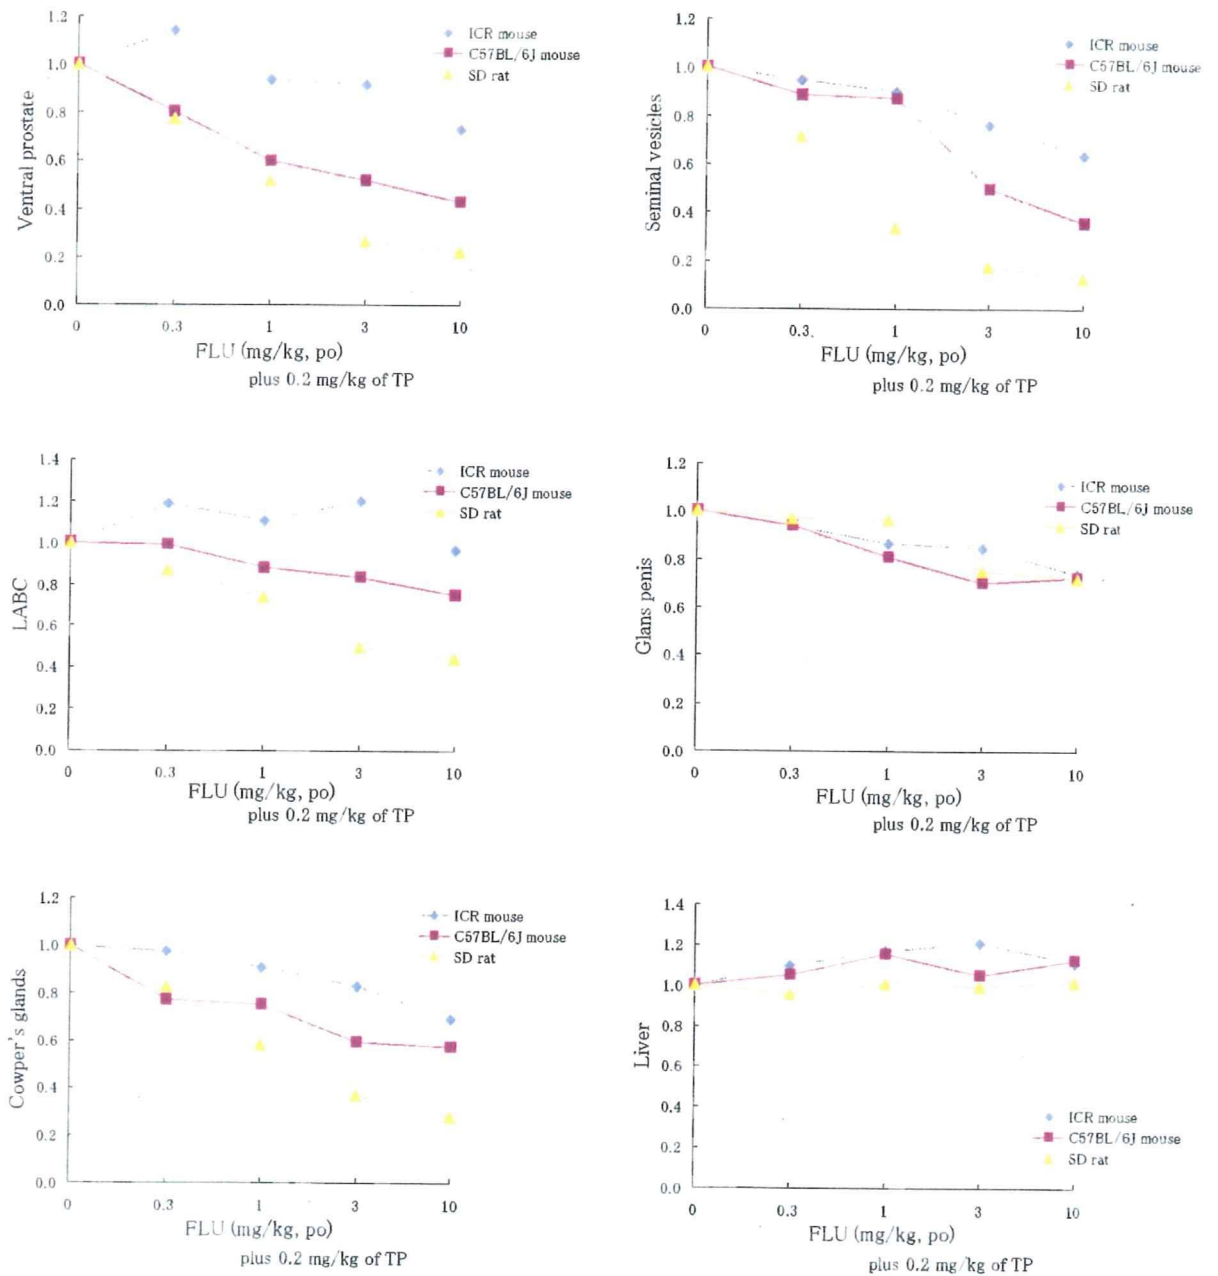 Ventral prostate
1.2
1.0
0.8
0.6
0.4
0.2
0.0
0 0.3 1 3 10
FLU (mg/kg, po)
plus 0.2 mg/kg of TP
ICR mouse
C57BL/6J mouse
SD rat
Seminal vesicles
1.2
1.0
0.8
0.6
0.4
0.2
0.0
0 0.3. 1 3 10
FLU (mg/kg, po)
plus 0.2 mg/kg of TP
ICR mouse
C57BL/6J mouse
SD rat
LABC
1.4
1.2
1.0
0.8
0.6
0.4
0.2
0.0
0 0.3 1 3 10
FLU (mg/kg, po)
plus 0.2 mg/kg of TP
ICR mouse
C57BL/6J mouse
SD rat
Glans penis
1.2
1.0
0.8
0.6
0.4
0.2
0.0
0 0.3 1 3 10
FLU (mg/kg, po)
plus 0.2 mg/kg of TP
ICR mouse
C57BL/6J mouse
SD rat
Cowper's glands
1.2
1.0
0.8
0.6
0.4
0.2
0.0
0 0.3 1 3 10
FLU (mg/kg, po)
plus 0.2 mg/kg of TP
ICR mouse
C57BL/6J mouse
SD rat
Liver
1.4
1.2
1.0
0.8
0.6
0.4
0.2
0.0
0 0.3 1 3 10
FLU (mg/kg, po)
plus 0.2 mg/kg of TP
ICR mouse
C57BL/6J mouse
SD rat